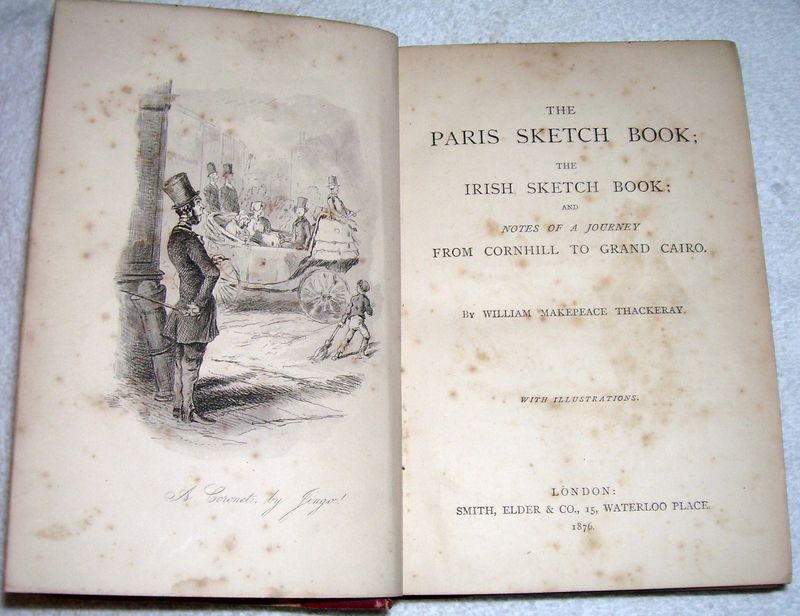 A Coronet, by Jingo!
THE
PARIS SKETCH BOOK;
THE
IRISH SKETCH BOOK;
AND
NOTES OF A JOURNEY
FROM CORNHILL TO GRAND CAIRO.
By WILLIAM MAKEPEACE THACKERAY.
WITH ILLUSTRATIONS.
LONDON:
SMITH, ELDER & CO., 15, WATERLOO PLACE.
1876.